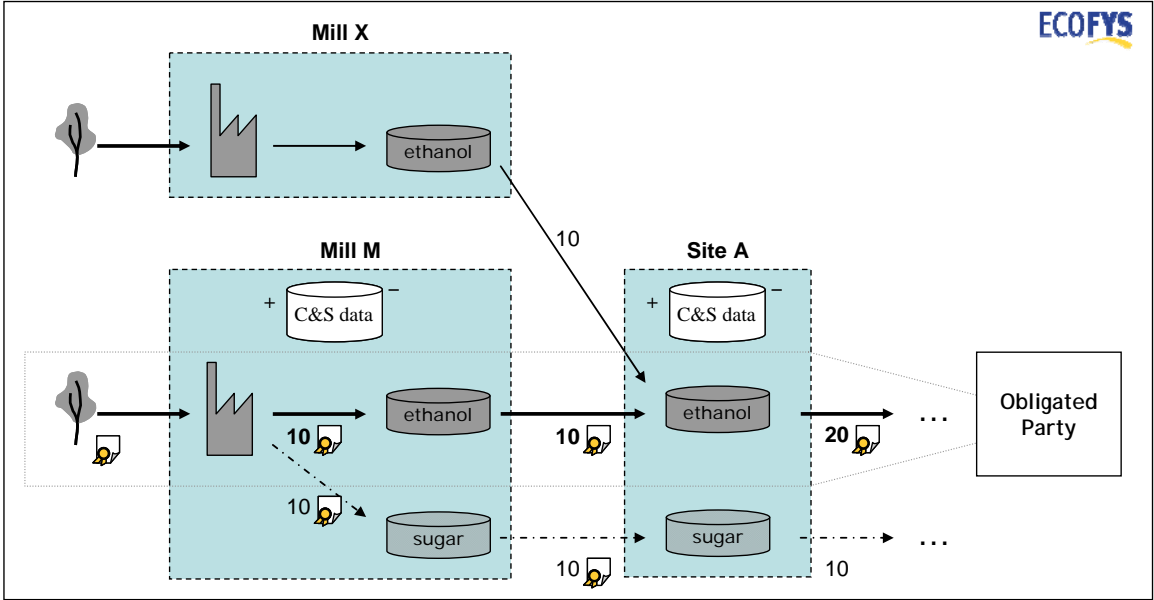 ECOFYS
Mill X
ethanol
10
Mill M
Site A
+ C&S data –
+ C&S data –
ethanol
ethanol
10
10
20
...
Obligated
Party
10
sugar
sugar
10
10
...